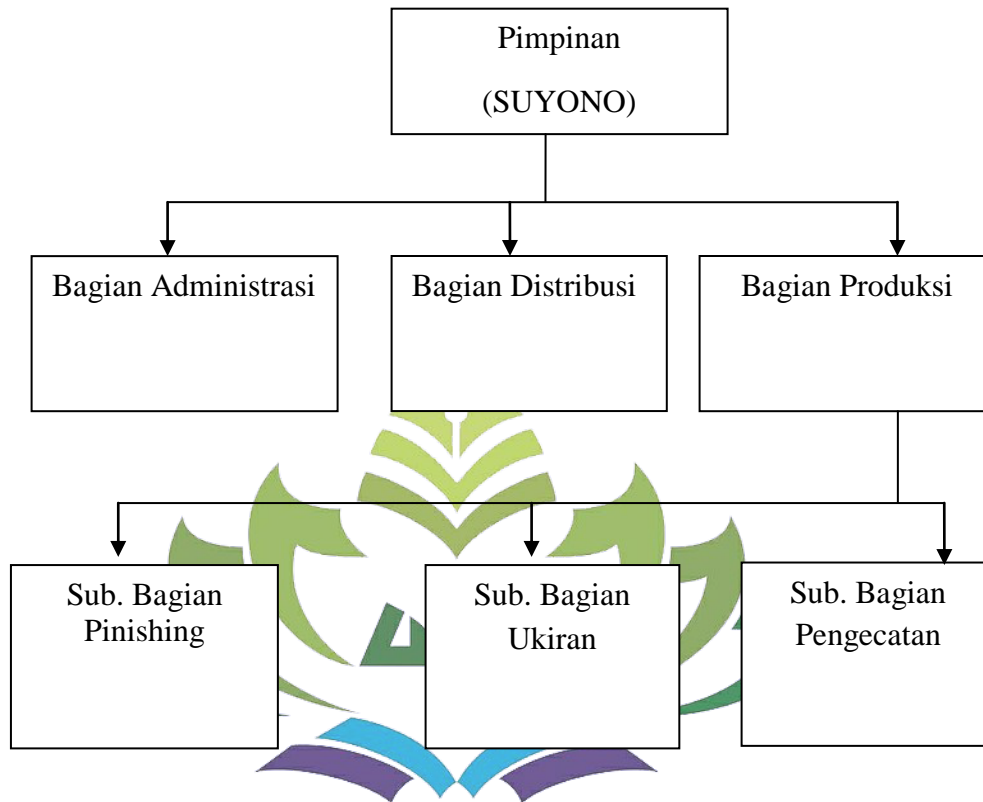 Pimpinan
(SUYONO)
Bagian Administrasi
Bagian Distribusi
Bagian Produksi
Sub. Bagian
Pinishing
Sub. Bagian
Ukiran
Sub. Bagian
Pengecatan